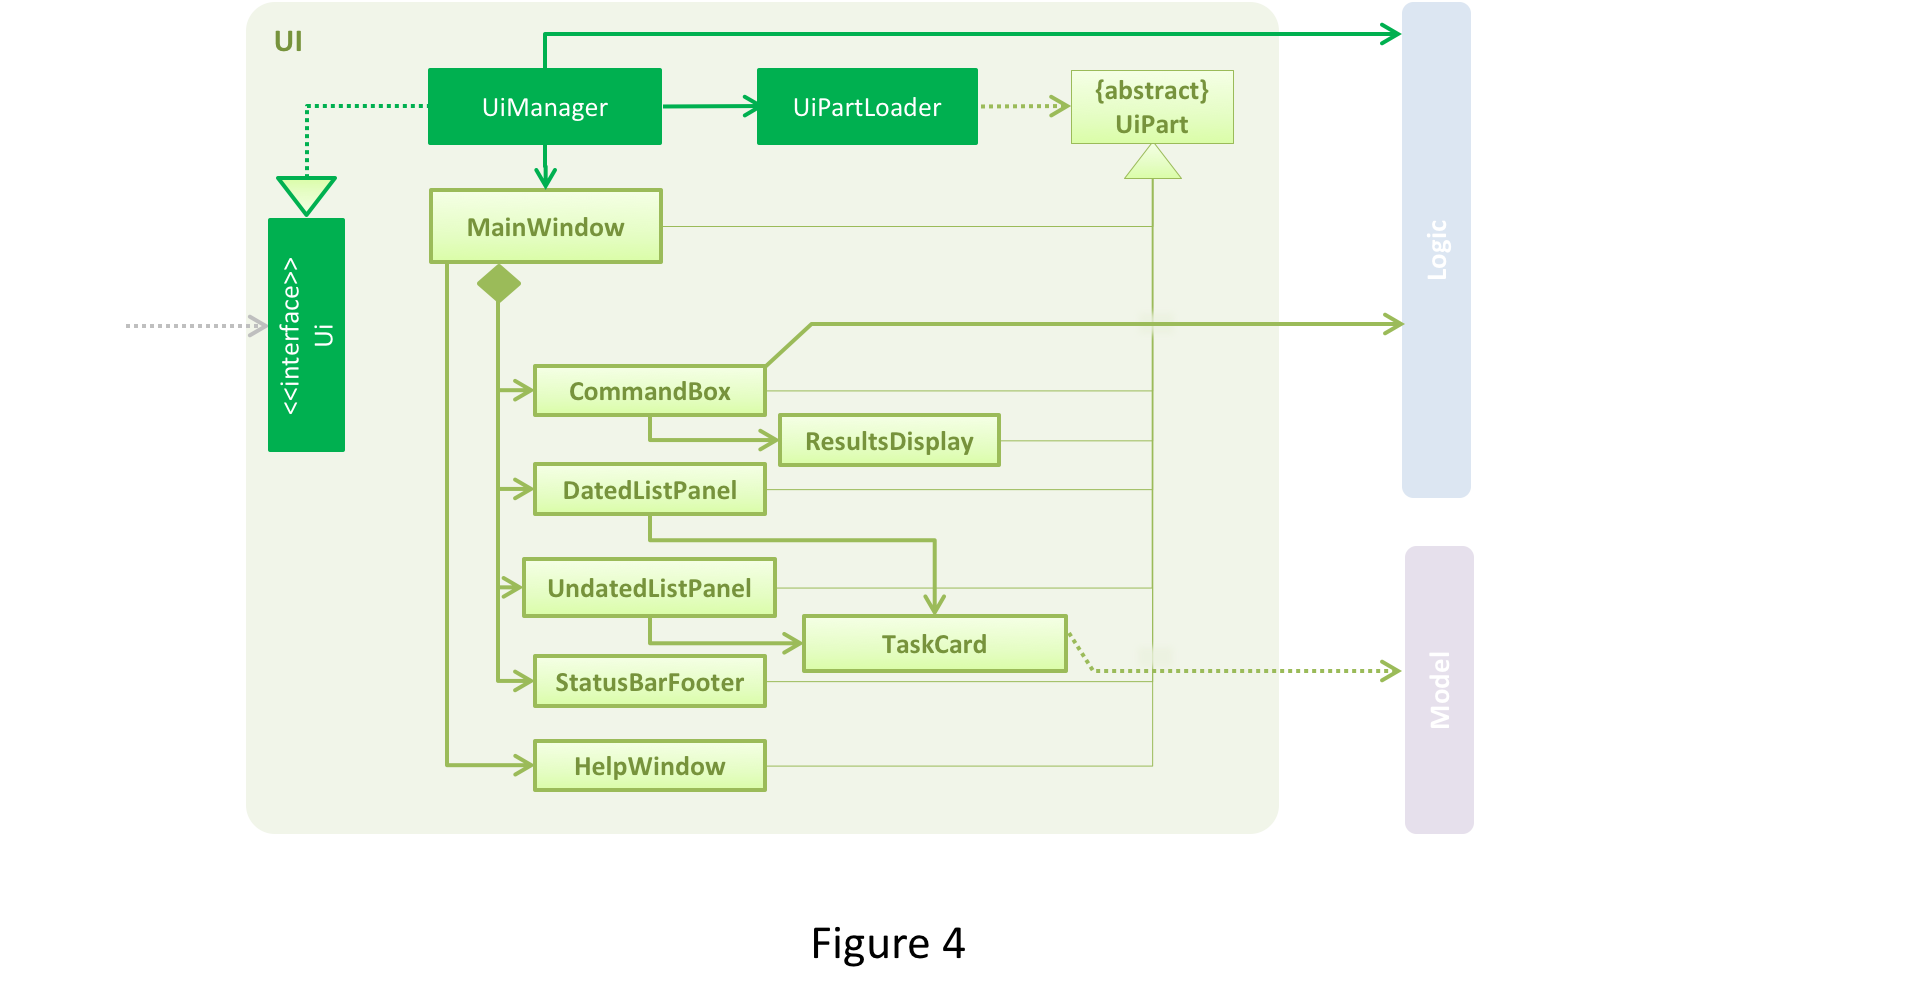 UI
UiManager
UiPartLoader
{abstract}
UiPart
MainWindow
<<interface>>
Ui
Logic
CommandBox
ResultsDisplay
DatedListPanel
UndatedListPanel
TaskCard
StatusBarFooter
Model
HelpWindow
Figure 4